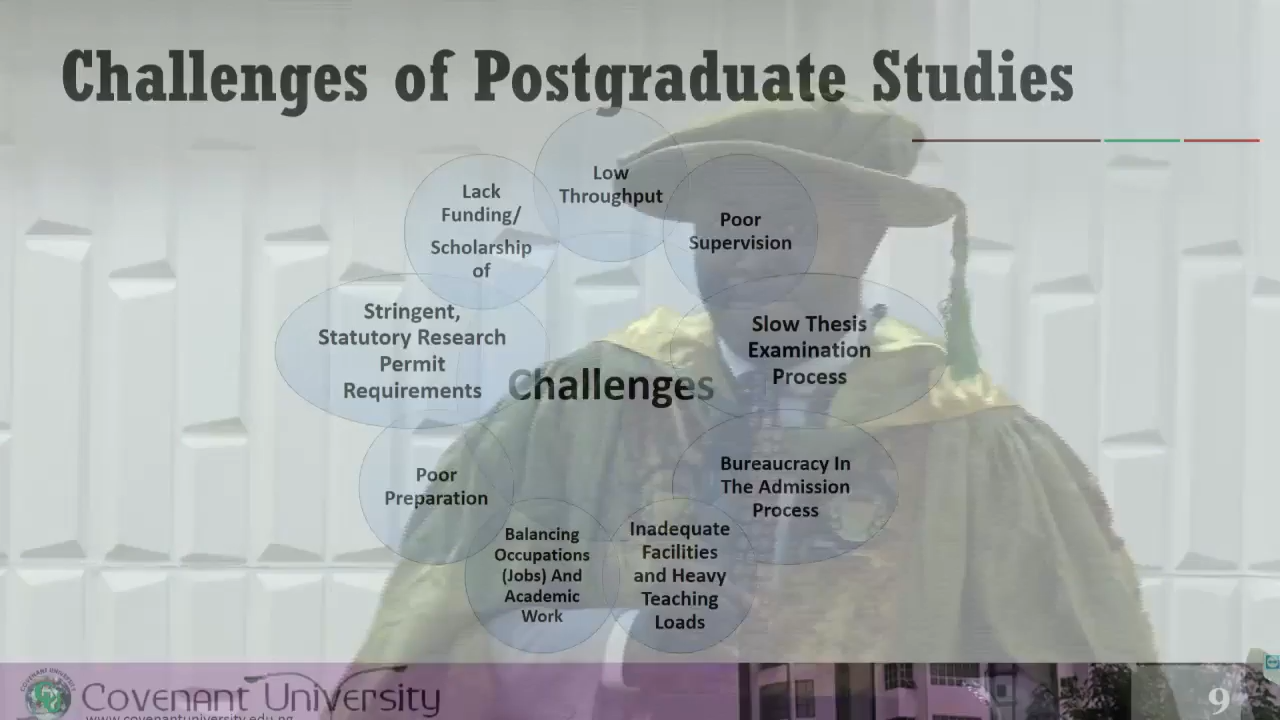 Challenges of Postgraduate Studies
Low
Throughput
Poor
Supervision
Slow Thesis
Examination
Process
Bureaucracy In
The Admission
Process
Inadequate
Facilities
and Heavy
Teaching
Loads
Balancing
Occupations
(Jobs) And
Academic
Work
Poor
Preparation
Stringent,
Statutory Research
Permit
Requirements
Lack
Funding/
Scholarship
of
Challenges
COVENANT UNIVERSITY
Covenant University
www.covenantuniversity.edu.ng
9